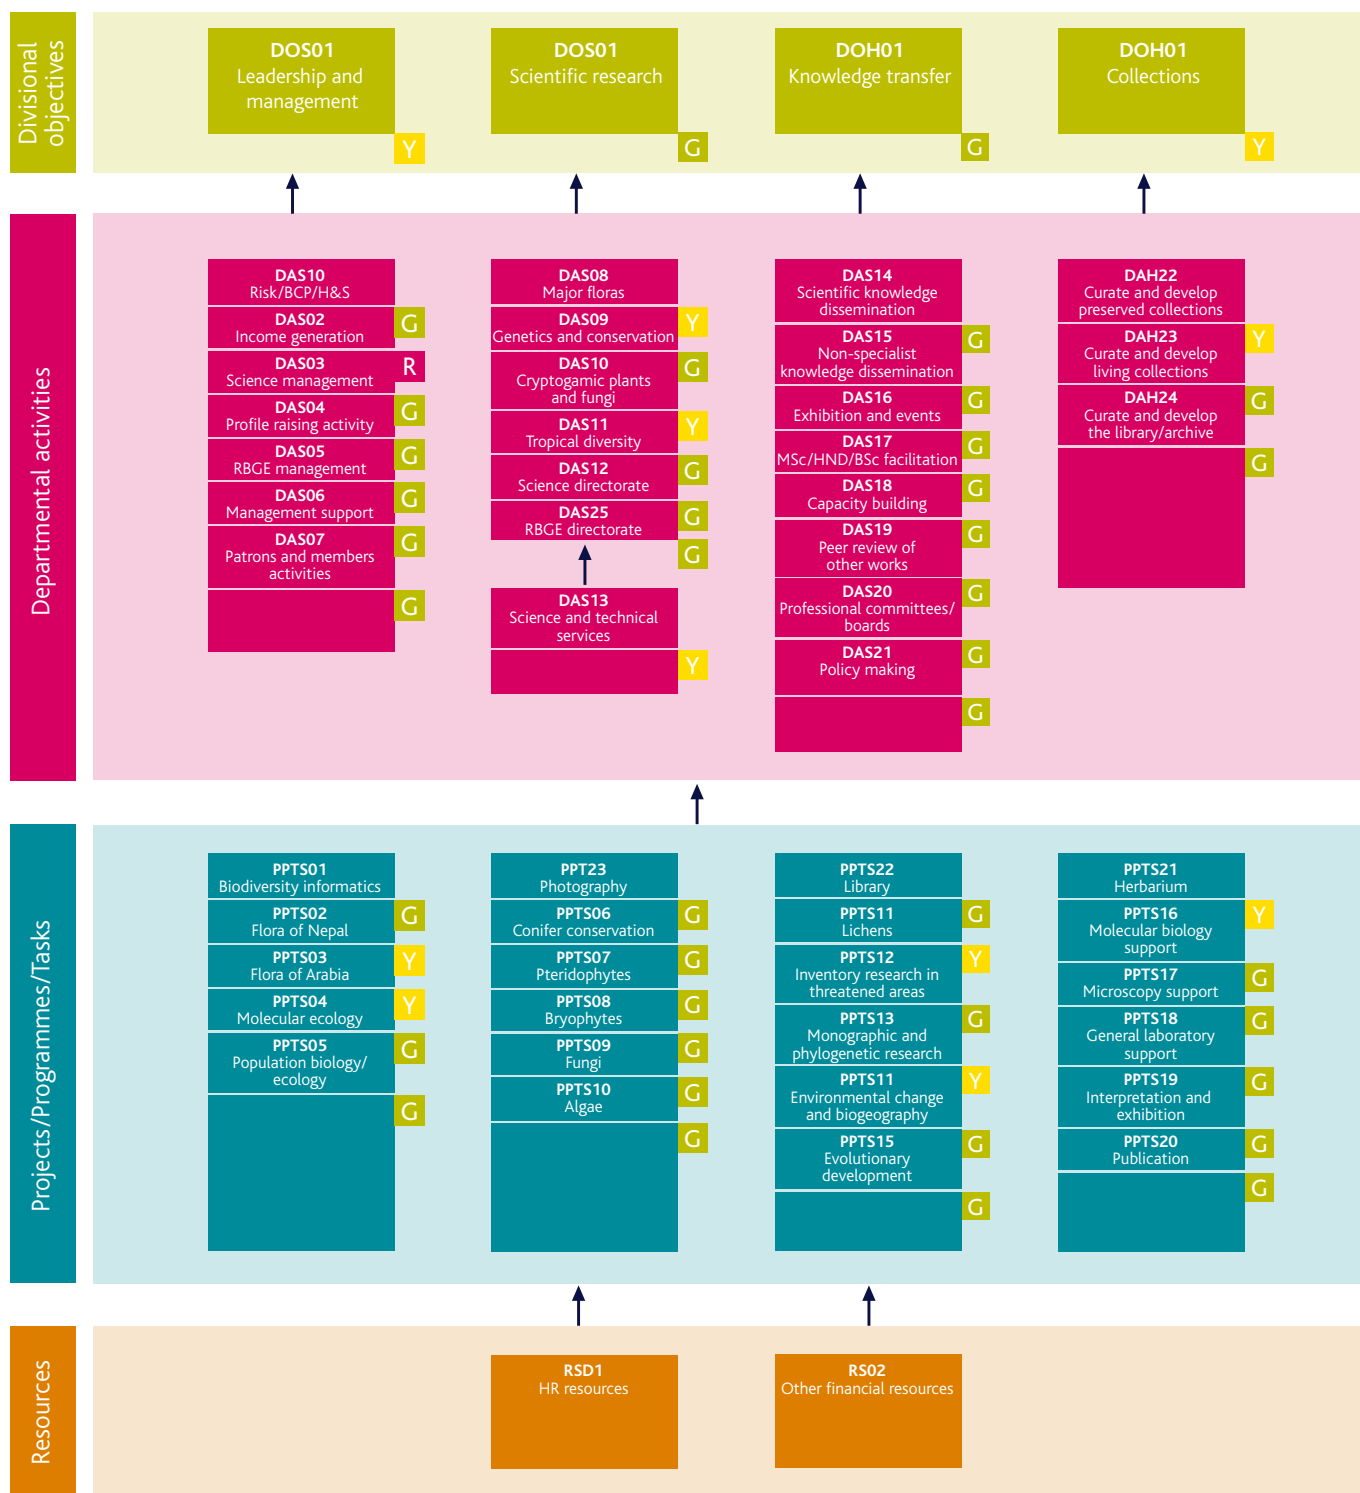 Divisional
objectives
DOS01
Leadership and
management
Y
DOS01
Scientific research
G
DOH01
Knowledge transfer
G
DOH01
Collections
Y
Departmental activities
DAS10
Risk/BCP/H&S
G
DAS02
Income generation
R
DAS03
Science management
G
DAS04
Profile raising activity
G
DAS05
RBGE management
G
DAS06
Management support
G
DAS07
Patrons and members
activities
G
DAS08
Major floras
Y
DAS09
Genetics and conservation
G
DAS10
Cryptogamic plants
and fungi
Y
DAS11
Tropical diversity
G
DAS12
Science directorate
G
DAS25
RBGE directorate
G
DAS13
Science and technical
services
Y
DAS14
Scientific knowledge
dissemination
G
DAS15
Non-specialist
knowledge dissemination
G
DAS16
Exhibition and events
G
DAS17
MSc/HND/BSc facilitation
G
DAS18
Capacity building
G
DAS19
Peer review of
other works
G
DAS20
Professional committees/
boards
G
DAS21
Policy making
G
DAH22
Curate and develop
preserved collections
Y
DAH23
Curate and develop
living collections
G
DAH24
Curate and develop
the library/archive
G
Projects/Programmes/Tasks
PPTS01
Biodiversity informatics
G
PPTS02
Flora of Nepal
Y
PPTS03
Flora of Arabia
Y
PPTS04
Molecular ecology
G
PPTS05
Population biology/
ecology
G
PPT23
Photography
G
PPTS06
Conifer conservation
G
PPTS07
Pteridophytes
G
PPTS08
Bryophytes
G
PPTS09
Fungi
G
PPTS10
Algae
G
PPTS22
Library
G
PPTS11
Lichens
Y
PPTS12
Inventory research in
threatened areas
G
PPTS13
Monographic and
phylogenetic research
Y
PPTS11
Environmental change
and biogeography
G
PPTS15
Evolutionary
development
G
PPTS21
Herbarium
Y
PPTS16
Molecular biology
support
G
PPTS17
Microscopy support
G
PPTS18
General laboratory
support
G
PPTS19
Interpretation and
exhibition
G
PPTS20
Publication
G
Resources
RSD1
HR resources
RS02
Other financial resources